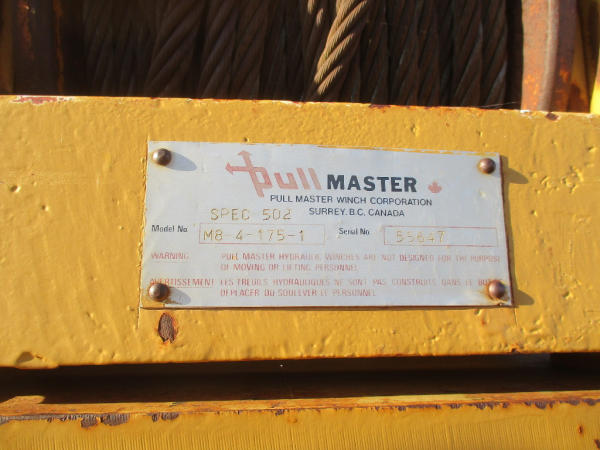 pull MASTER
PULL MASTER WINCH CORPORATION
SPEC 502 SURREY, B.C. CANADA
Model No. M8-4-175-1 Serial No. 55647
WARNING: PULL MASTER HYDRAULIC WINCHES ARE NOT DESIGNED FOR THE PURPOSE
OF MOVING OR LIFTING PERSONNEL
AVERTISSEMENT LES TREUILS HYDRAULIQUES NE SONT PAS CONSTRUITS DANS LE BUT
DEPLACER OU SOULEVER LE PERSONNEL